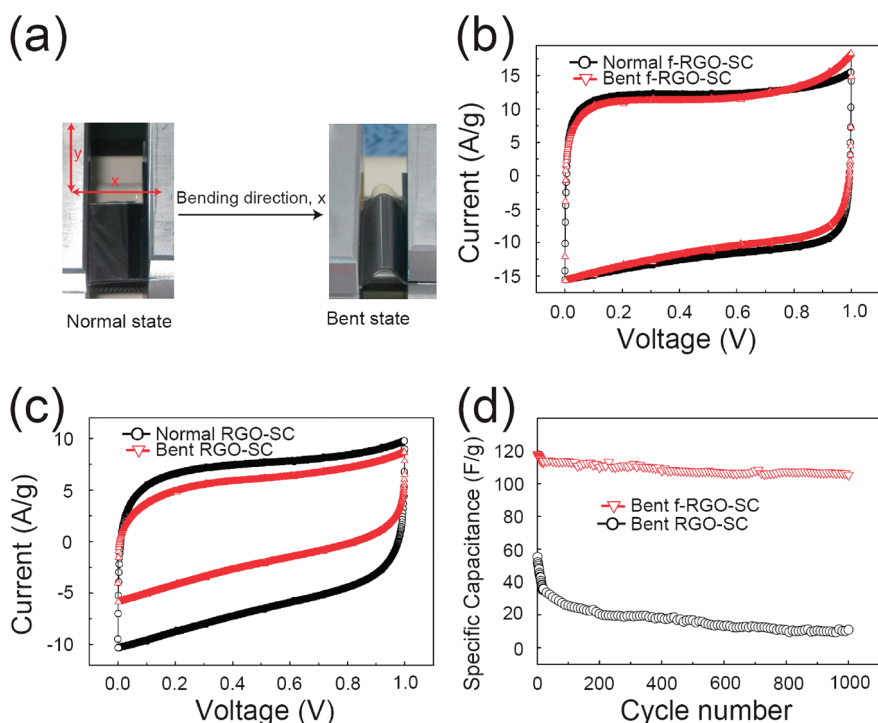 (a)
y
x
Bending direction, x
Normal state
Bent state
(b)
Normal f-RGO-SC
Bent f-RGO-SC
Current (A/g)
15
10
5
0
-5
-10
-15
0.0 0.2 0.4 0.6 0.8 1.0
Voltage (V)
(c)
Normal RGO-SC
Bent RGO-SC
Current (A/g)
10
5
0
-5
-10
0.0 0.2 0.4 0.6 0.8 1.0
Voltage (V)
(d)
Specific Capacitance (F/g)
120
100
80
60
40
20
0
Bent f-RGO-SC
Bent RGO-SC
0 200 400 600 800 1000
Cycle number